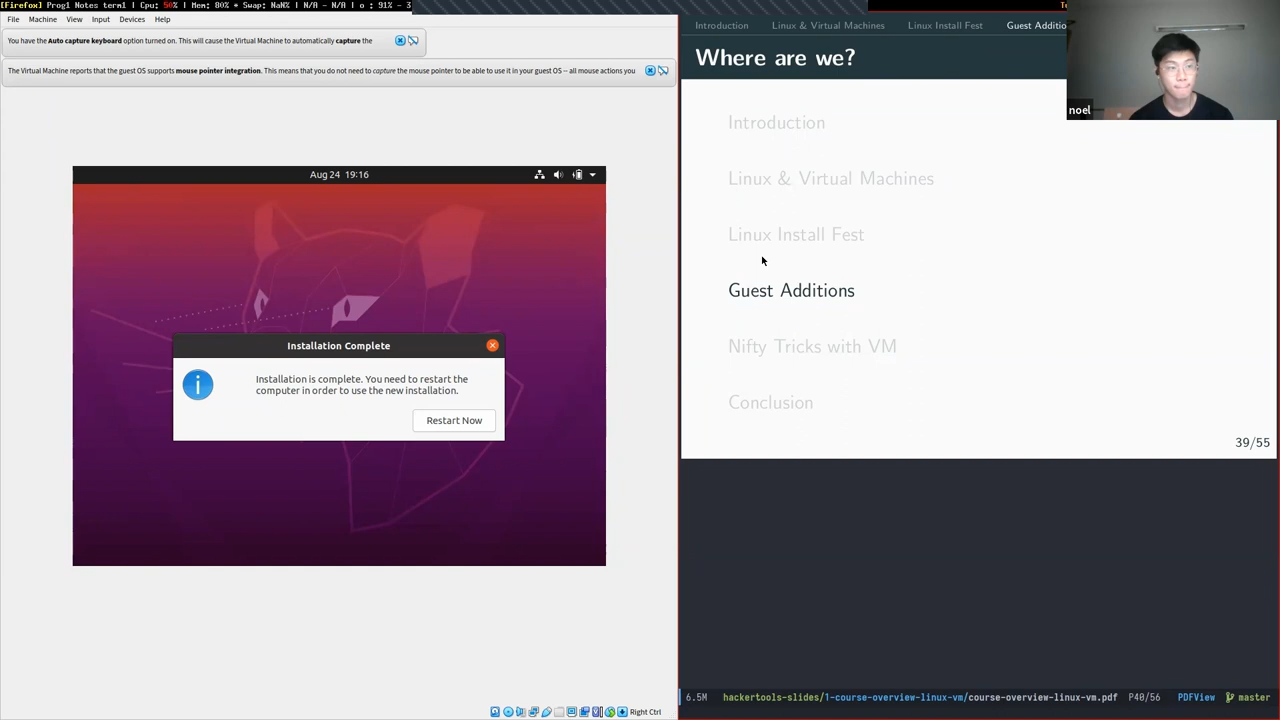 [Firefox] Prog1 Notes term1 | Cpu: 50% | Mem: 80% * Swap: NaN% | N/A - N/A | o : 91% - 3
File Machine View Input Devices Help
You have the Auto capture keyboard option turned on. This will cause the Virtual Machine to automatically capture the
The Virtual Machine reports that the guest OS supports mouse pointer integration. This means that you do not need to capture the mouse pointer to be able to use it in your guest OS -- all mouse actions you
Aug 24 19:16
Installation Complete
Installation is complete. You need to restart the
computer in order to use the new installation.
Restart Now
Right Ctrl
Introduction Linux & Virtual Machines Linux Install Fest Guest Additio
Where are we?
noel
Introduction
Linux & Virtual Machines
Linux Install Fest
Guest Additions
Nifty Tricks with VM
Conclusion
39/55
6.5M hackertools-slides/1-course-overview-linux-vm/course-overview-linux-vm.pdf P40/56 PDFView master